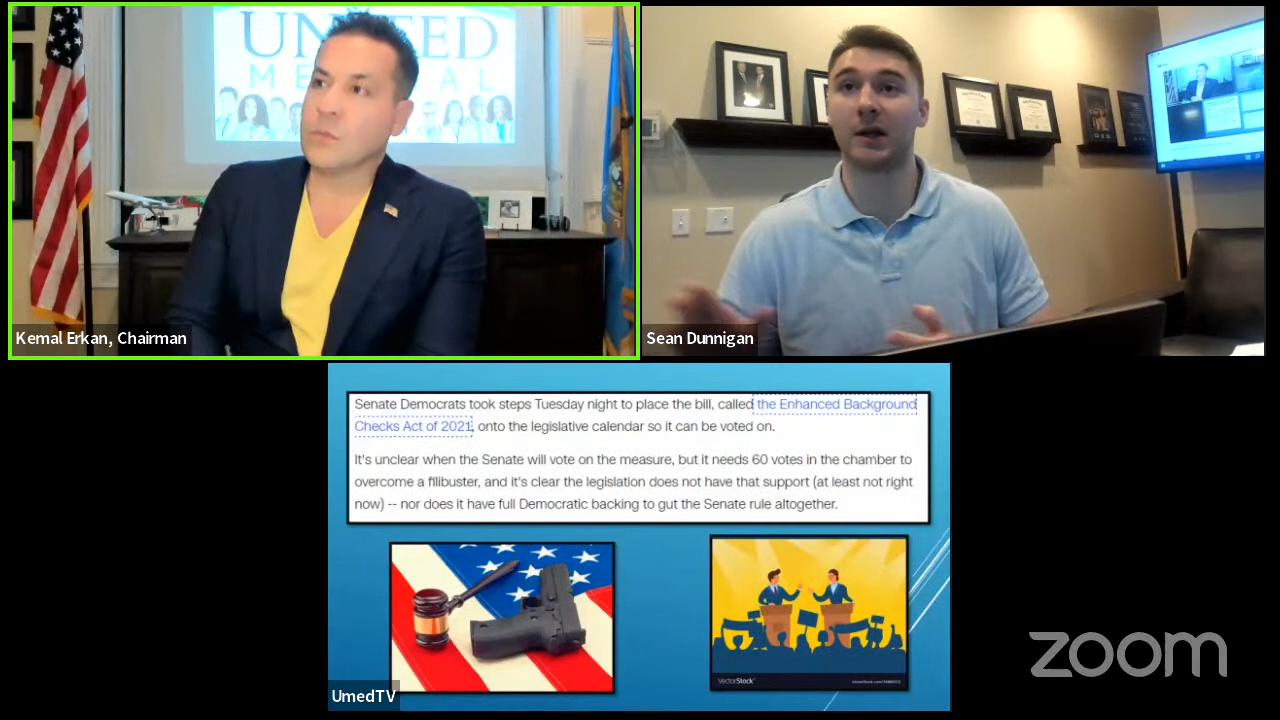 UNITED
MEDICAL
Kemal Erkan, Chairman
Sean Dunnigan
Senate Democrats took steps Tuesday night to place the bill, called the Enhanced Background
Checks Act of 2021, onto the legislative calendar so it can be voted on.
It's unclear when the Senate will vote on the measure, but it needs 60 votes in the chamber to
overcome a filibuster, and it's clear the legislation does not have that support (at least not right
now) -- nor does it have full Democratic backing to gut the Senate rule altogether.
VectorStock
UmedTV
zoom